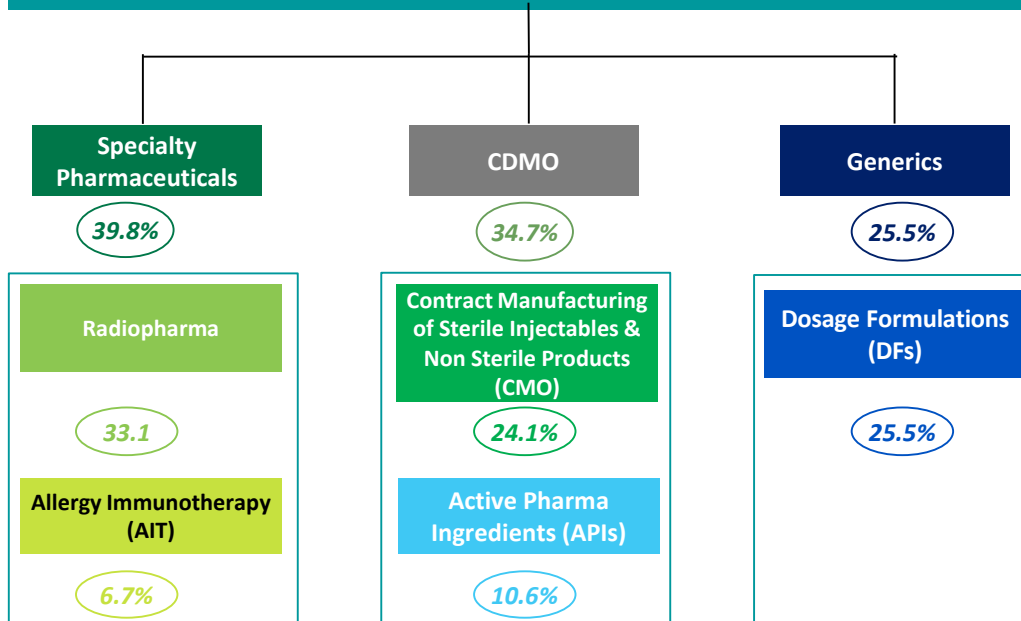 Specialty
Pharmaceuticals
39.8%
Radiopharma
33.1
Allergy Immunotherapy
(AIT)
6.7%
CDMO
34.7%
Contract Manufacturing
of Sterile Injectables &
Non Sterile Products
(CMO)
24.1%
Active Pharma
Ingredients (APIs)
10.6%
Generics
25.5%
Dosage Formulations
(DFs)
25.5%